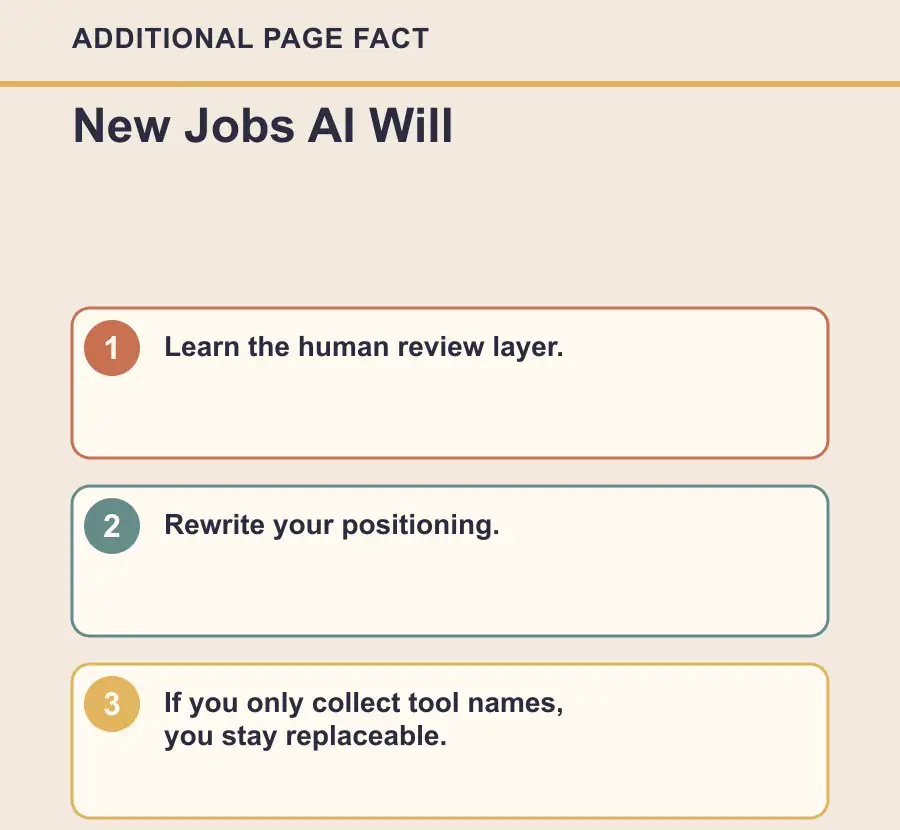 ADDITIONAL PAGE FACT
New Jobs AI Will
1
Learn the human review layer.
2
Rewrite your positioning.
3
If you only collect tool names,
you stay replaceable.